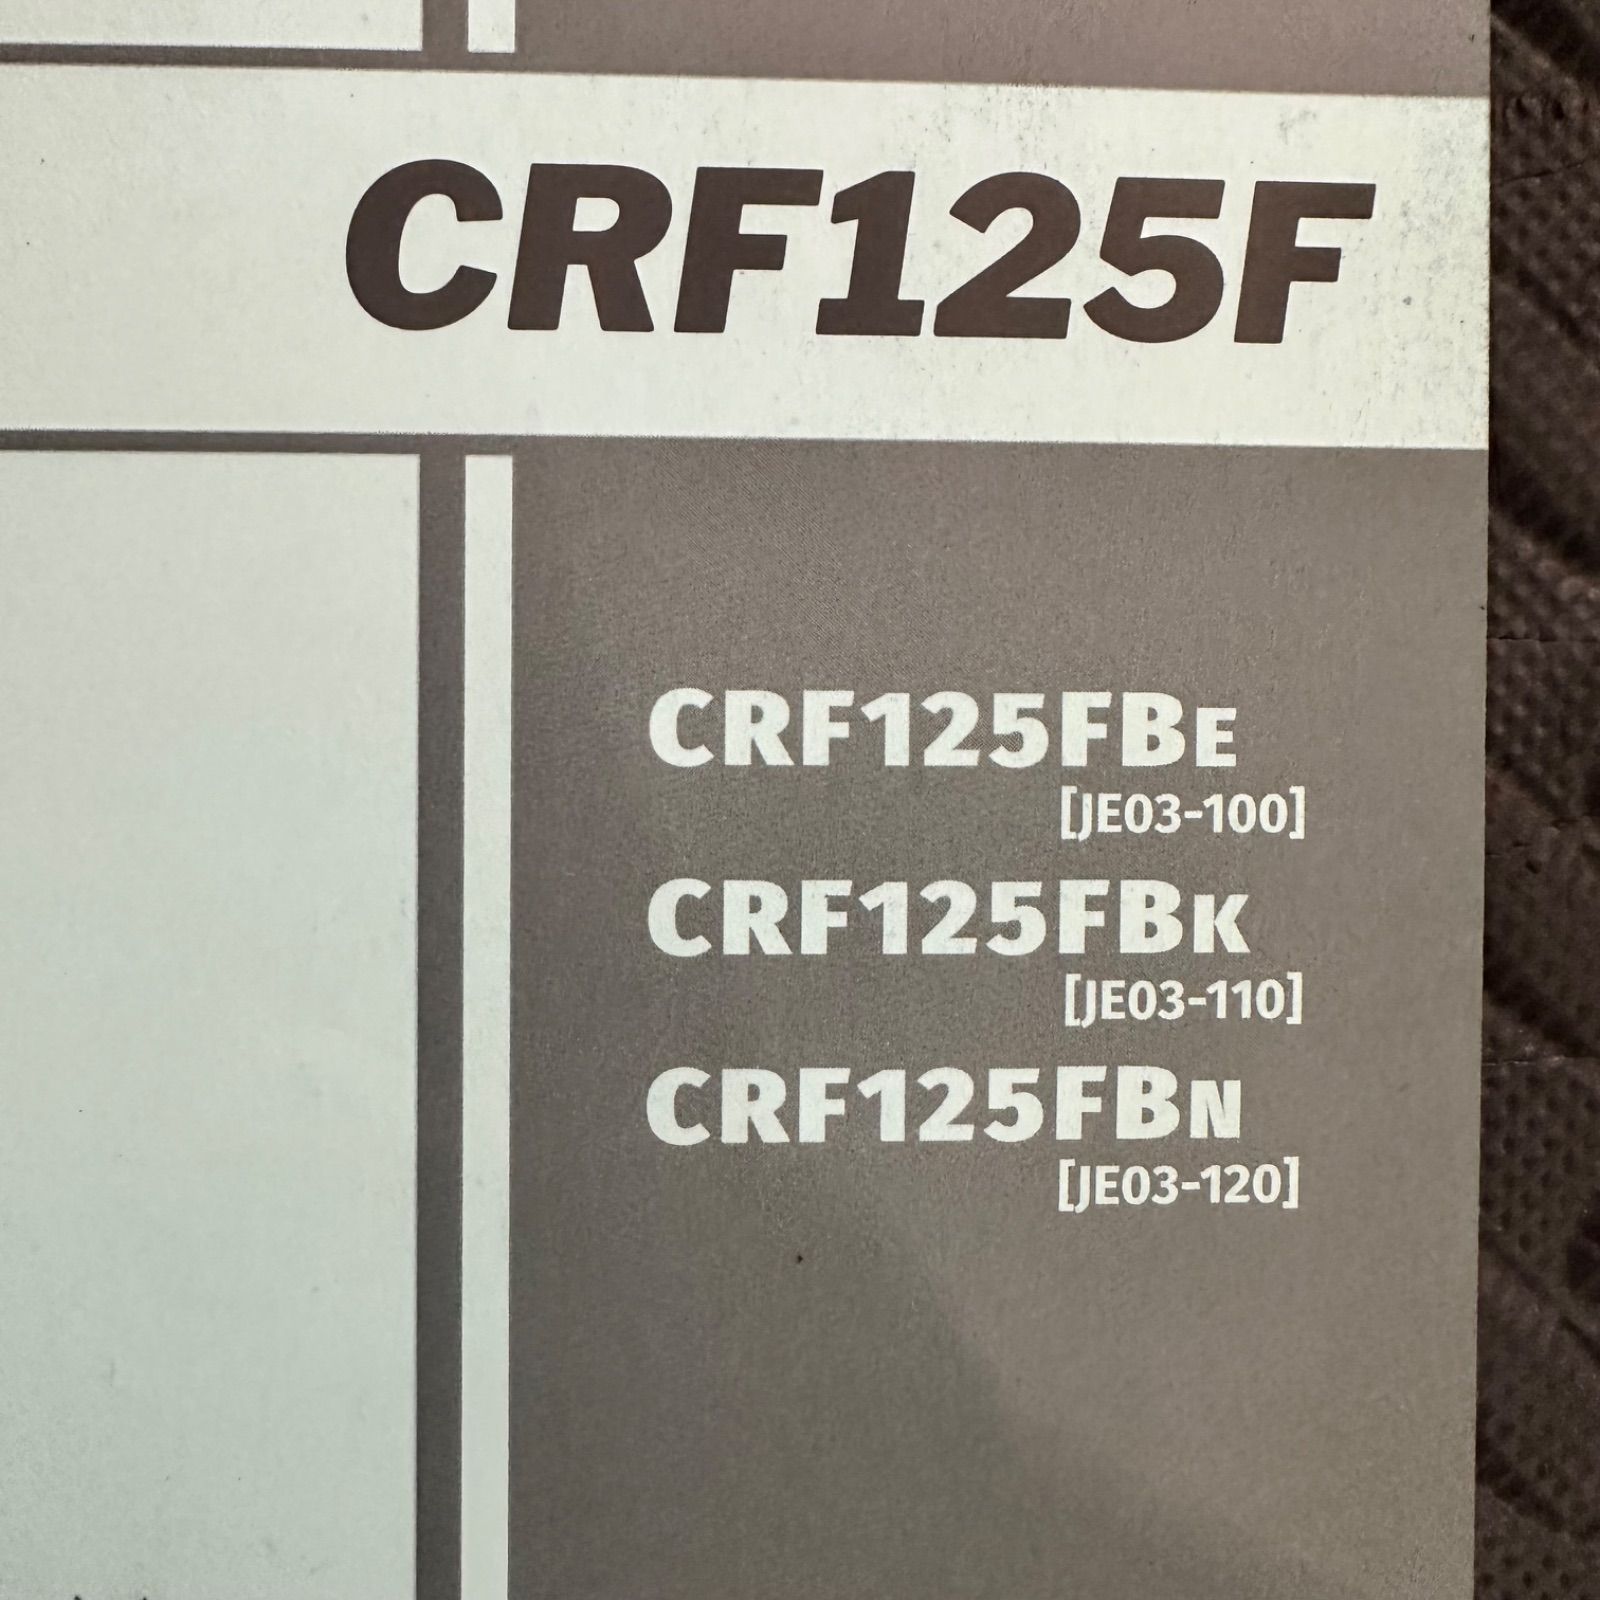 CRF125F
CRF125FBE
[JE03-100]
CRF125FBK
[JE03-110]
CRF125FBN
[JE03-120]